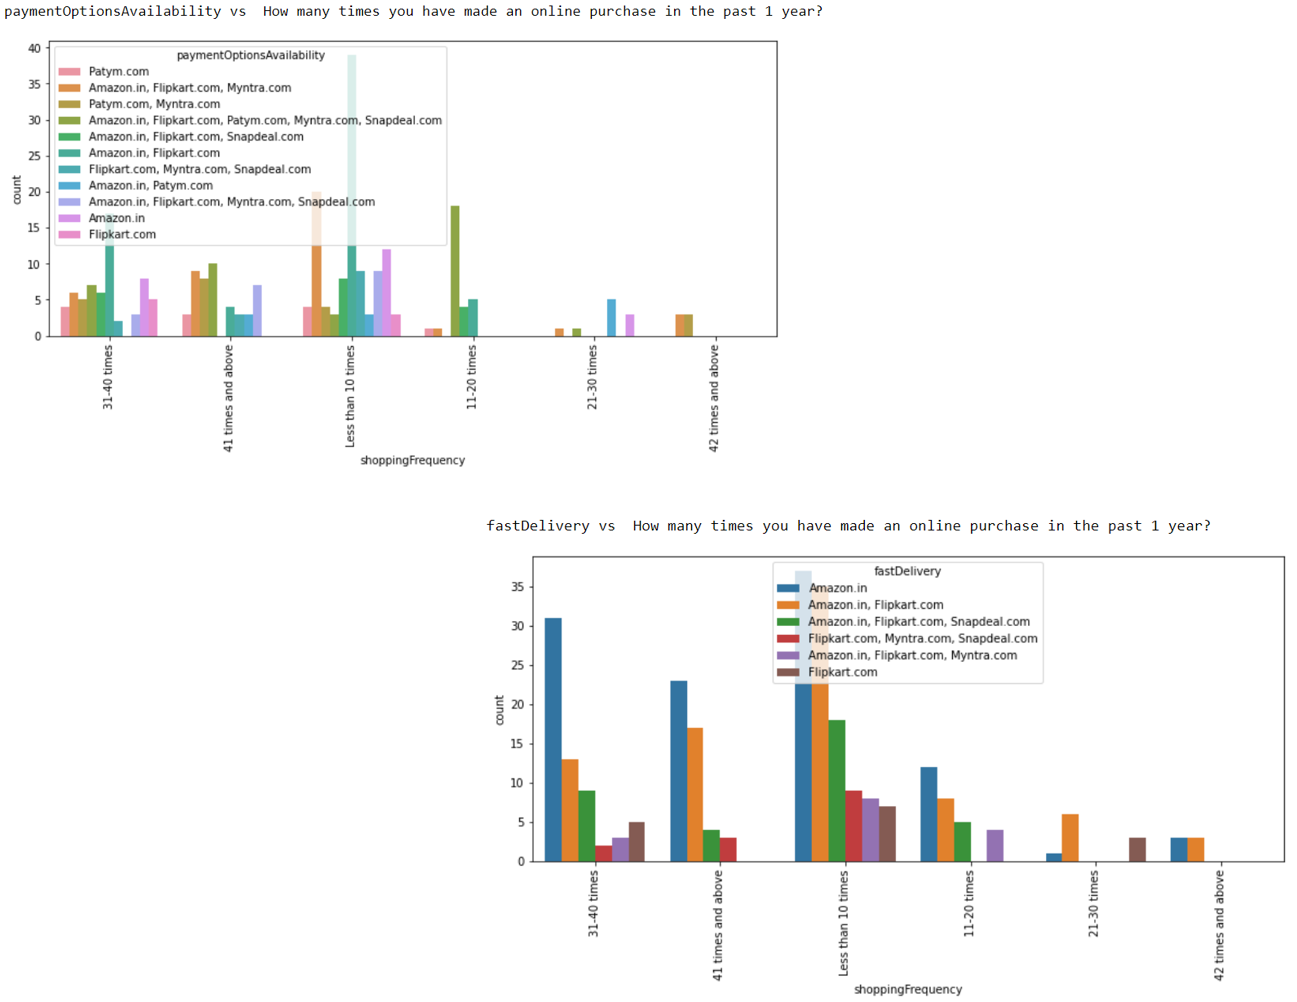 paymentOptionsAvailability vs  How many times you have made an online purchase in the past 1 year?
paymentOptionsAvailability
Patym.com
Amazon.in, Flipkart.com, Myntra.com
Patym.com, Myntra.com
Amazon.in, Flipkart.com, Patym.com, Myntra.com, Snapdeal.com
Amazon.in, Flipkart.com, Snapdeal.com
Amazon.in, Flipkart.com
Flipkart.com, Myntra.com, Snapdeal.com
Amazon.in, Patym.com
Amazon.in, Flipkart.com, Myntra.com, Snapdeal.com
Amazon.in
Flipkart.com
40
35
30
25
20
15
10
5
0
count
31-40 times
41 times and above
Less than 10 times
11-20 times
21-30 times
42 times and above
shoppingFrequency
fastDelivery vs  How many times you have made an online purchase in the past 1 year?
fastDelivery
Amazon.in
Amazon.in, Flipkart.com
Amazon.in, Flipkart.com, Snapdeal.com
Flipkart.com, Myntra.com, Snapdeal.com
Amazon.in, Flipkart.com, Myntra.com
Flipkart.com
35
30
25
20
15
10
5
0
count
31-40 times
41 times and above
Less than 10 times
11-20 times
21-30 times
42 times and above
shoppingFrequency